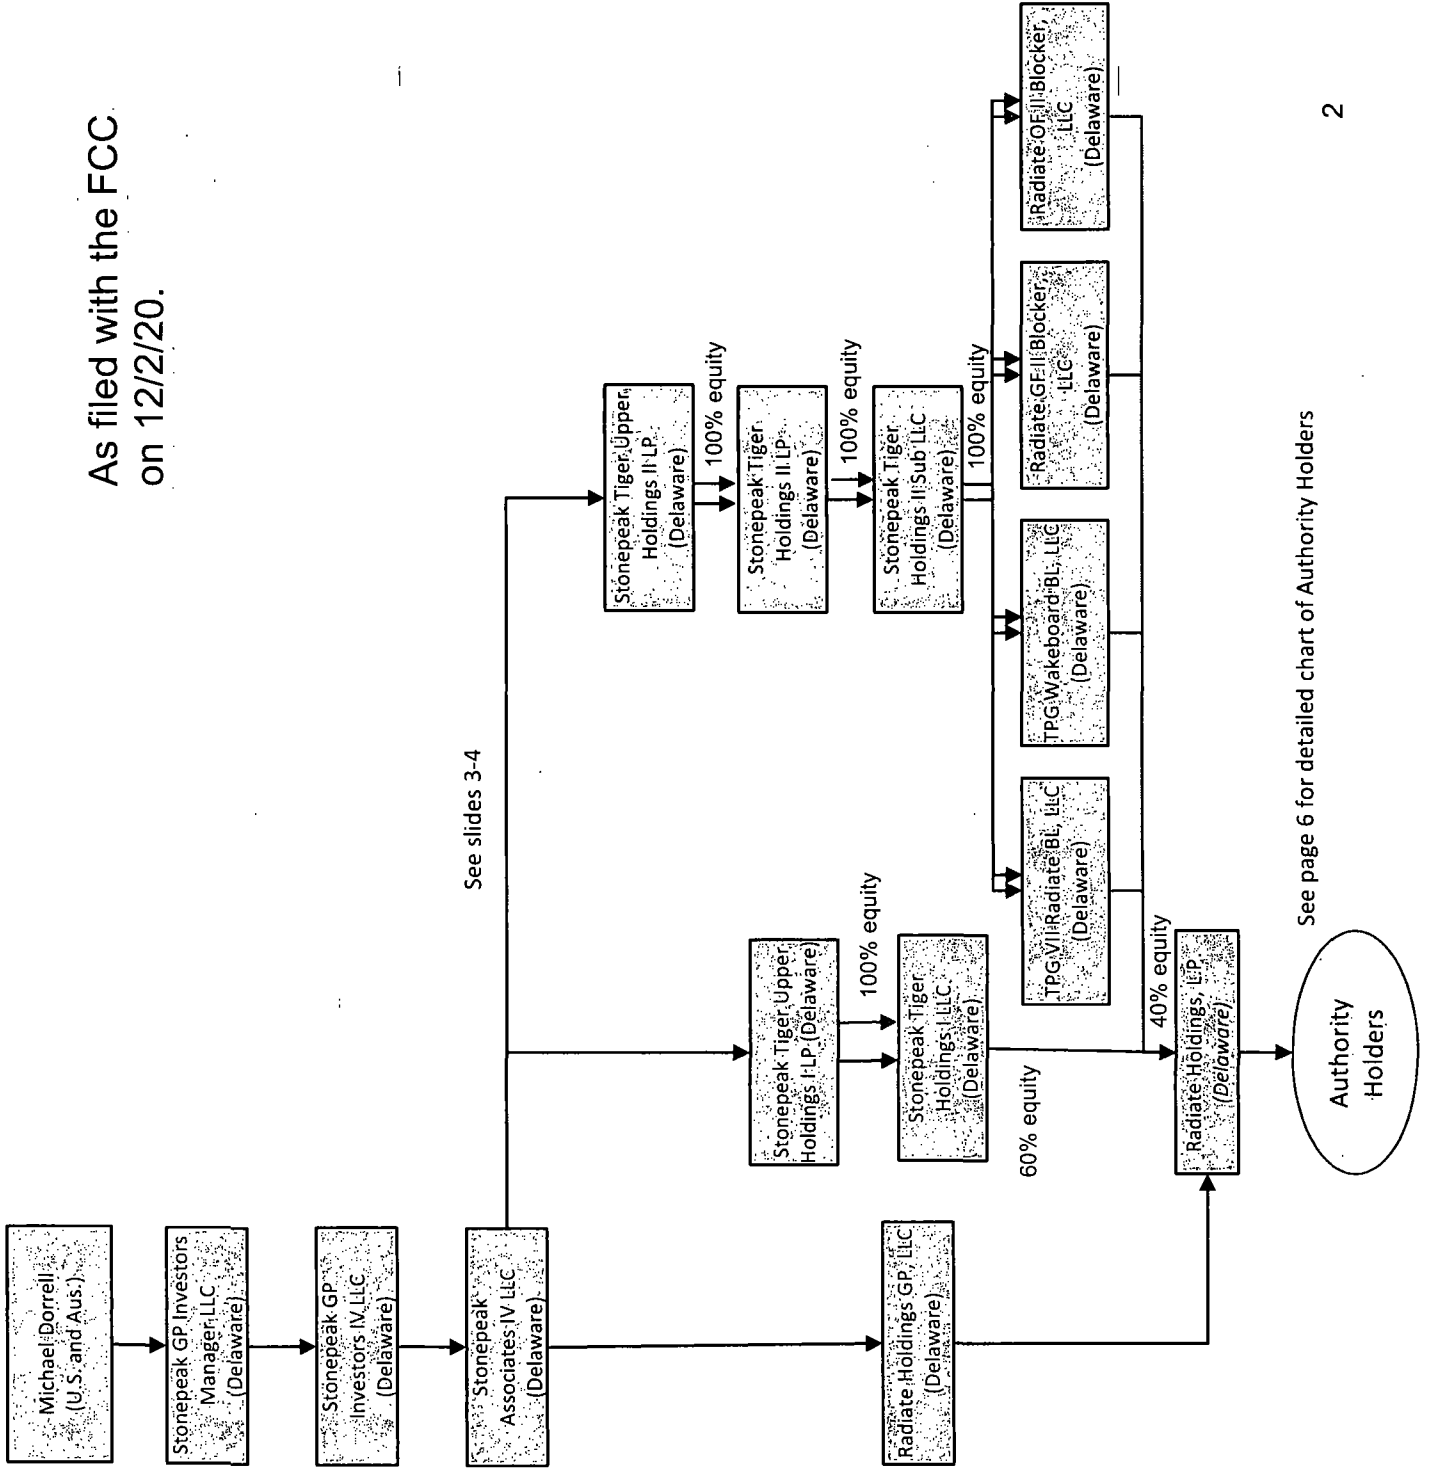 As filed with the FCC
on 12/2/20.
Michael Dorrell
(U.S. and Aus.)
Stonepeak GP Investors
Manager LLC
(Delaware)
Stonepeak GP
Investors IV LLC
(Delaware)
Stonepeak
Associates IV LLC
(Delaware)
See slides 3-4
Stonepeak Tiger Upper
Holdings II LP
(Delaware)
100% equity
Stonepeak Tiger
Holdings II LP
(Delaware)
100% equity
Stonepeak Tiger
Holdings II Sub LLC
(Delaware)
100% equity
Stonepeak Tiger Upper
Holdings I LP (Delaware)
100% equity
Stonepeak Tiger
Holdings I LLC
(Delaware)
60% equity
Radiate Holdings GP, LLC
(Delaware)
TPG VII Radiate BL, LLC
(Delaware)
TPG Wakeboard BL, LLC
(Delaware)
Radiate GF II Blocker,
LLC
(Delaware)
Radiate OF II Blocker,
LLC
(Delaware)
40% equity
Radiate Holdings, L.P.
(Delaware)
Authority
Holders
See page 6 for detailed chart of Authority Holders
2